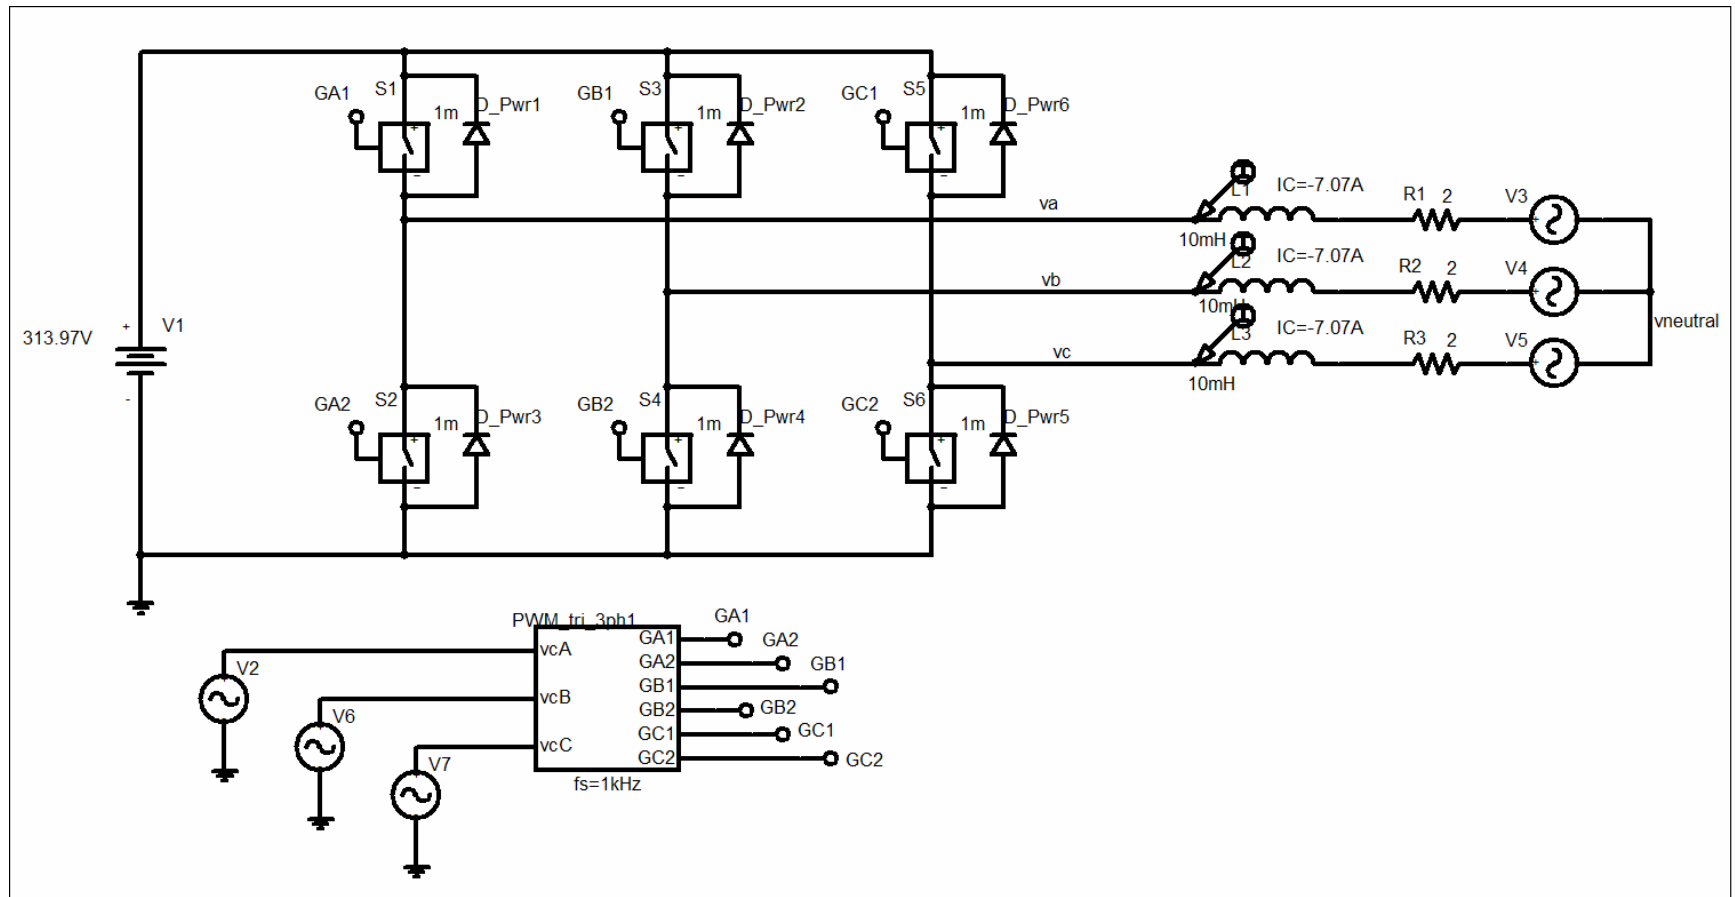 GA1
S1
1m
D_Pwr1
GB1
S3
1m
D_Pwr2
GC1
S5
1m
D_Pwr6
+
-
+
-
+
-
va
L1
IC=-7.07A
10mH
R1
2
V3
+
vb
L2
IC=-7.07A
10mH
R2
2
V4
+
vc
L3
IC=-7.07A
10mH
R3
2
V5
+
vneutral
313.97V
+
V1
-
GA2
S2
1m
D_Pwr3
GB2
S4
1m
D_Pwr4
GC2
S6
1m
D_Pwr5
+
-
+
-
+
-
PWM_tri_3ph1
V2
V6
V7
vcA
vcB
vcC
GA1
GA2
GB1
GB2
GC1
GC2
GA1
GA2
GB1
GB2
GC1
GC2
fs=1kHz